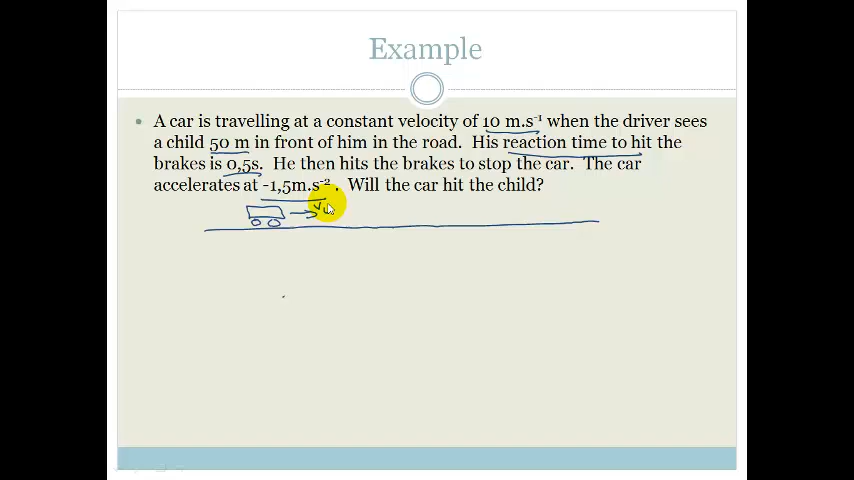 Example
A car is travelling at a constant velocity of 10 m.s⁻¹ when the driver sees
a child 50 m in front of him in the road. His reaction time to hit the
brakes is 0,5s. He then hits the brakes to stop the car. The car
accelerates at -1,5m.s⁻². Will the car hit the child?